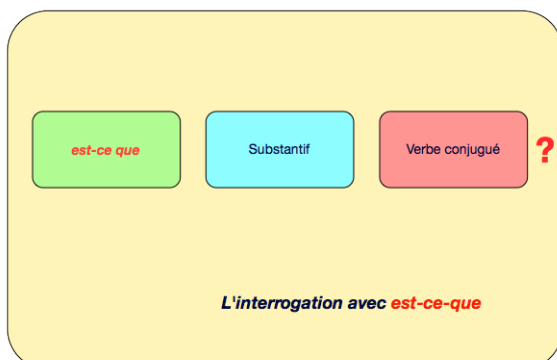 est-ce que Substantif Verbe conjugué ?
L'interrogation avec est-ce-que